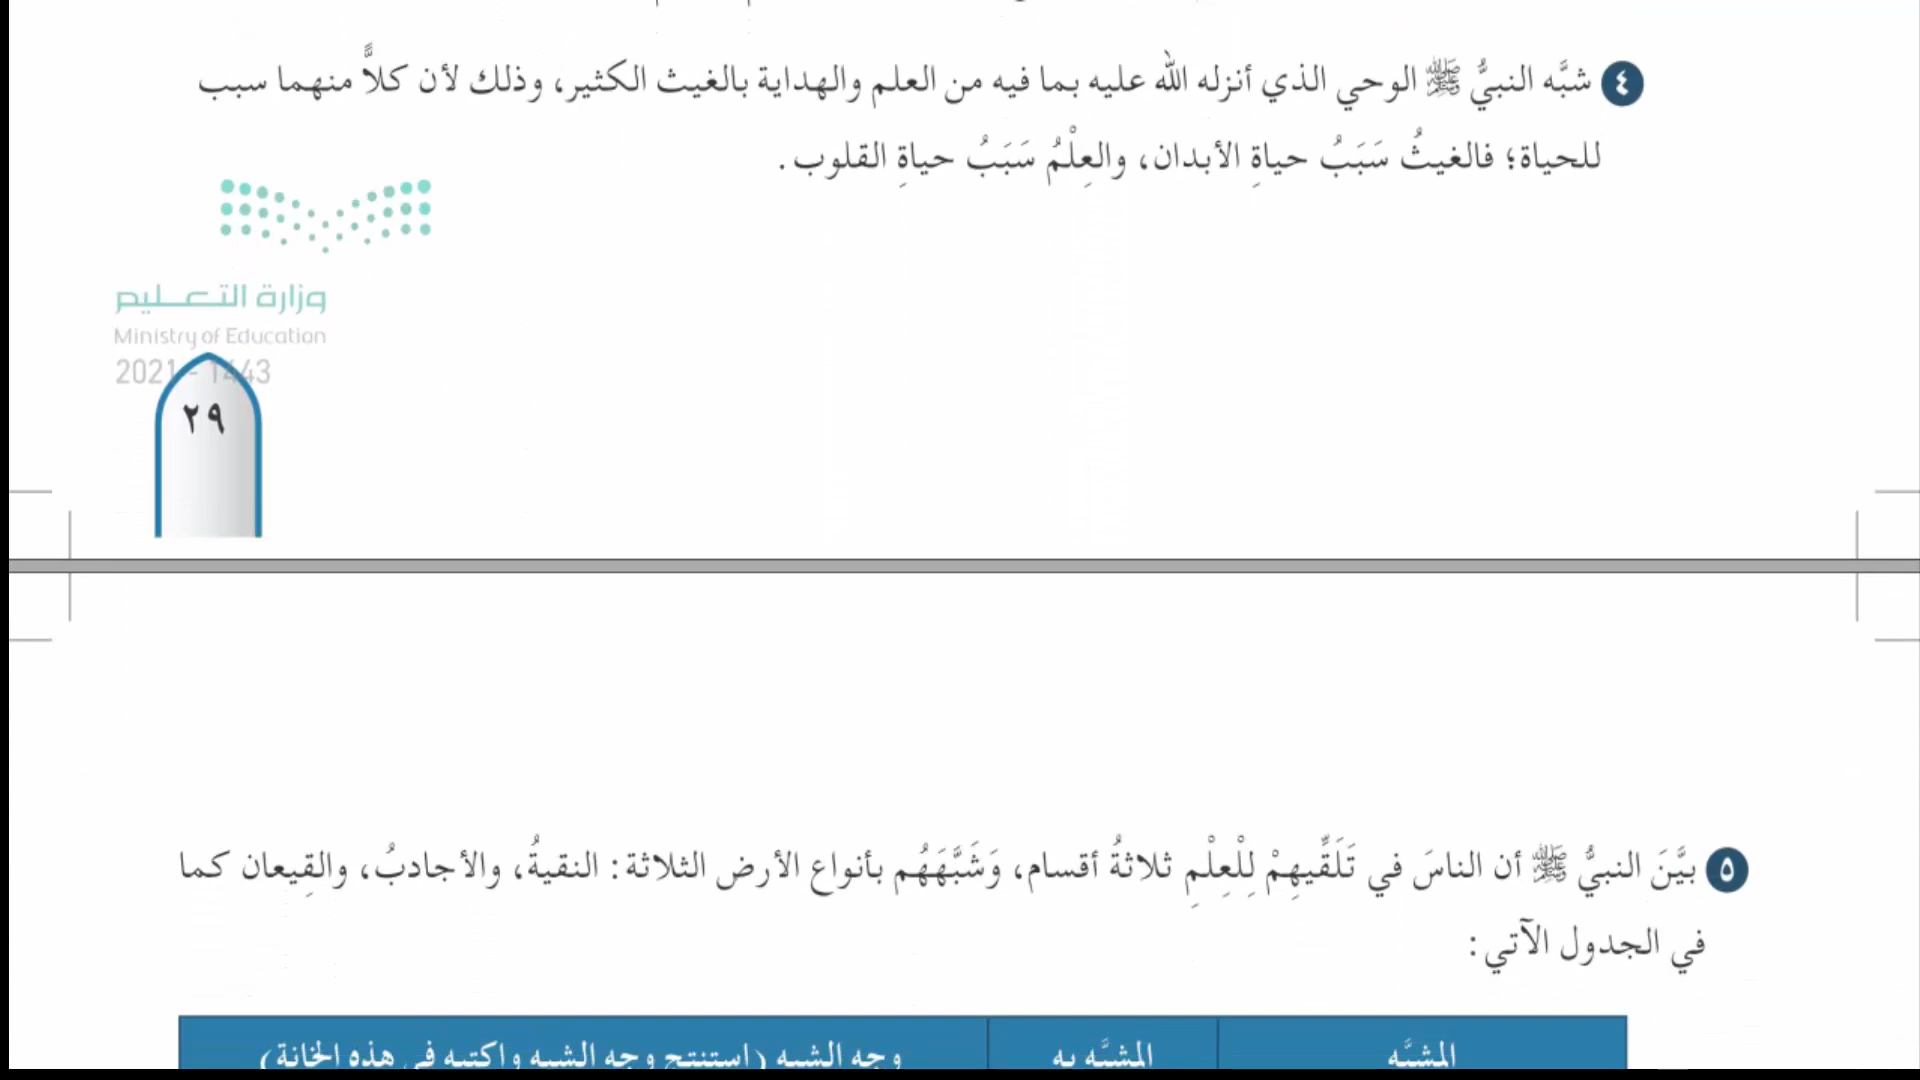 ٤ شبَّه النبيُّ ﷺ الوحي الذي أنزله الله عليه بما فيه من العلم والهداية بالغيث الكثير، وذلك لأن كلاًّ منهما سبب
للحياة؛ فالغيثُ سَبَبُ حياةِ الأبدان، والعِلْمُ سَبَبُ حياةِ القلوب.
وزارة التعـــليم
Ministry of Education
2021 - 1443
٢٩
٥ بيَّنَ النبيُّ ﷺ أن الناسَ في تَلَقِّيهِمْ لِلْعِلْمِ ثلاثةُ أقسام، وَشَبَّهَهُم بأنواع الأرض الثلاثة: النقيةُ، والأجادبُ، والقِيعان كما
في الجدول الآتي:
المشبَّه المشبَّه به وجه الشبه (استنتج وجه الشبه واكتبه في هذه الخانة)